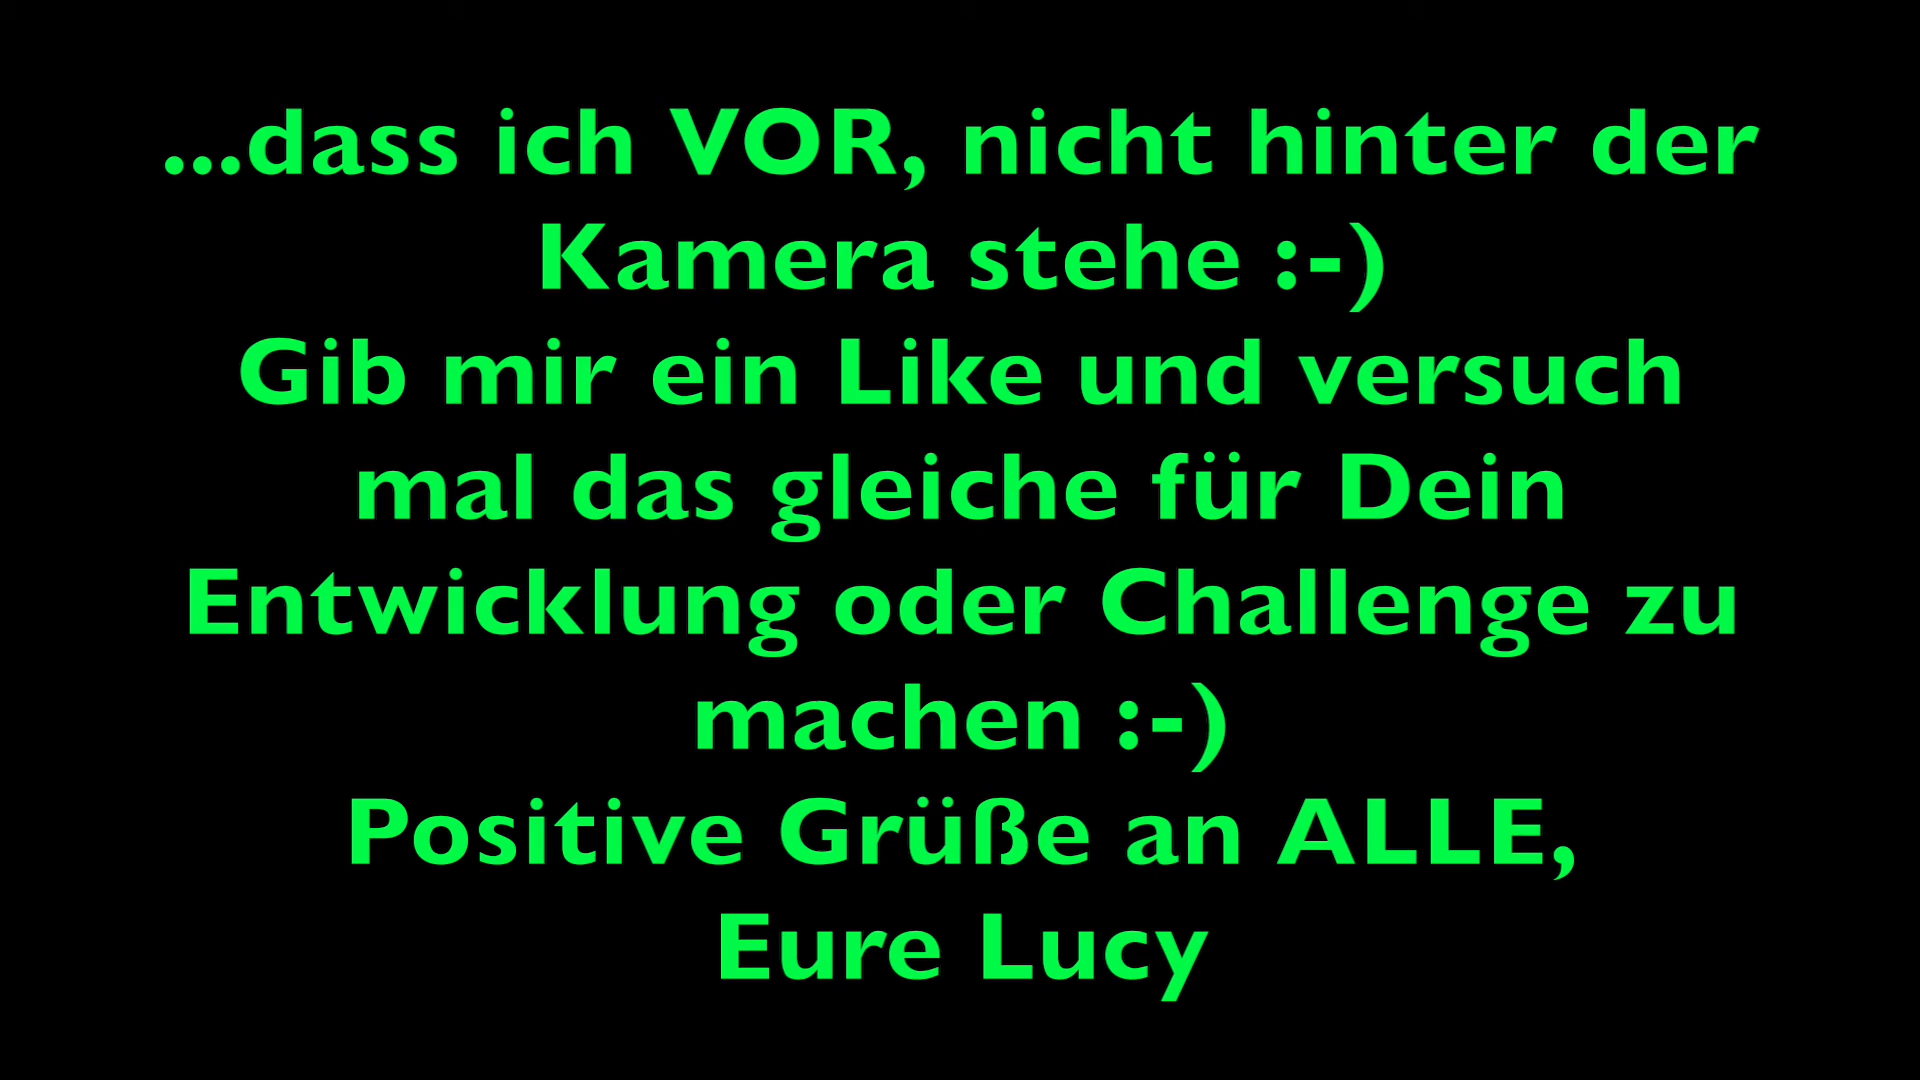 ...dass ich VOR, nicht hinter der
Kamera stehe :-)
Gib mir ein Like und versuch
mal das gleiche für Dein
Entwicklung oder Challenge zu
machen :-)
Positive Grüße an ALLE,
Eure Lucy